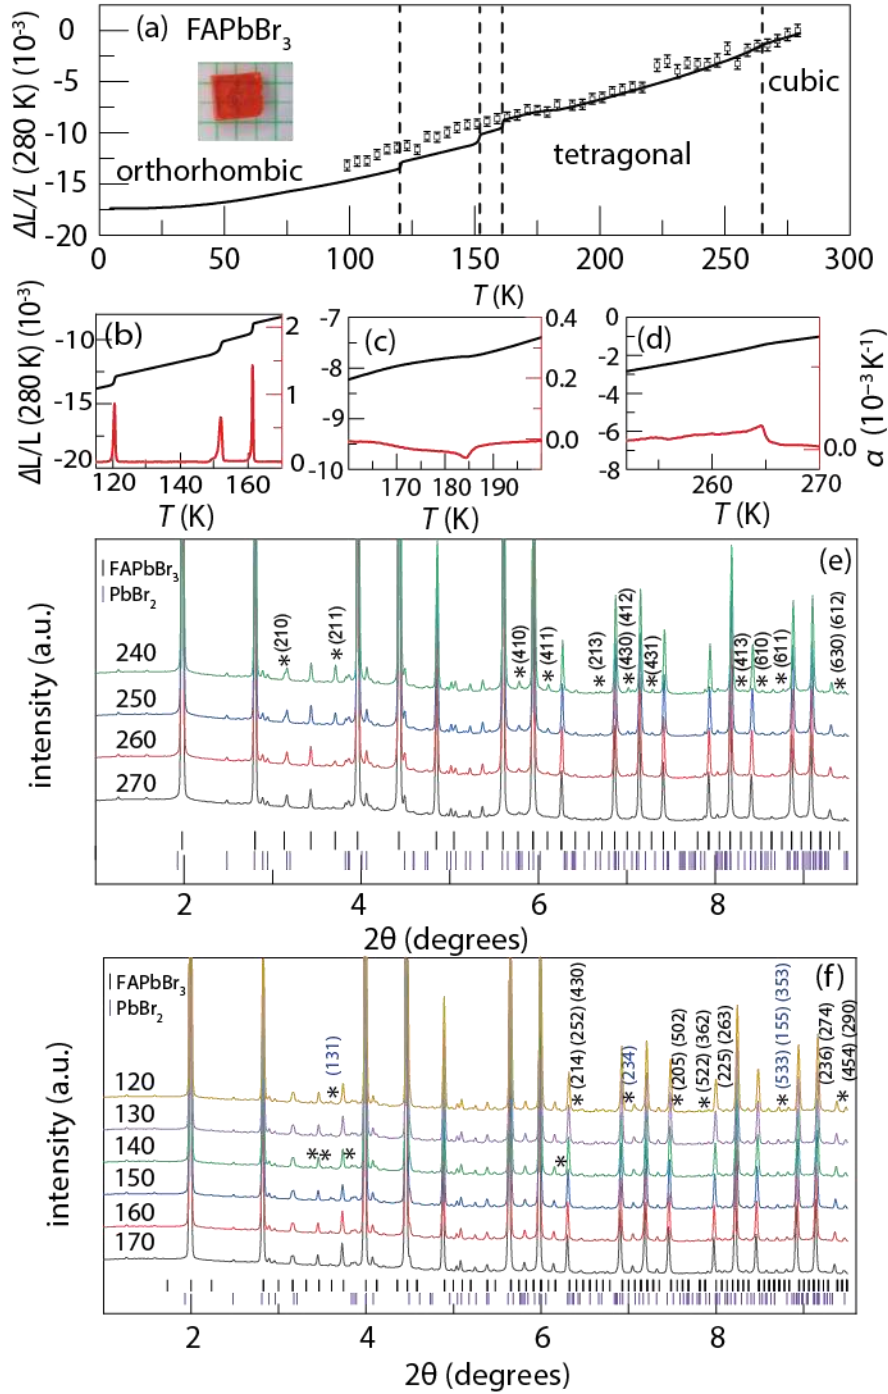 (a) FAPbBr3
ΔL/L (280 K) (10-3)
0
-5
-10
-15
-20
orthorhombic
tetragonal
cubic
0 50 100 150 200 250 300
T (K)
ΔL/L (280 K) (10-3)
(b)
-10
-15
-20
2
1
0
120 140 160
T (K)
(c)
-7
-8
-9
-10
0.4
0.2
0.0
170 185 190
T (K)
(d)
0
-2
-4
-6
-8
0.0
260 270
T (K)
α (10-3K-1)
(e)
FAPbBr3
PbBr2
intensity (a.u.)
240
250
260
270
*(210)
*(211)
*(410)
*(411)
*(213)
*(430) (412)
*(431)
*(413)
*(610)
*(611)
*(630) (612)
2 4 6 8
2θ (degrees)
(f)
FAPbBr3
PbBr2
intensity (a.u.)
120
130
140
150
160
170
*(131)
* * *
*
*(214) (252) (430)
*(234)
*(205) (502)
*(522) (362)
(225) (263)
*(533) (155) (353)
(236) (274)
*(454) (290)
2 4 6 8
2θ (degrees)